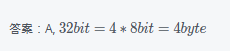 答案：A, 32bit = 4 * 8bit = 4byte